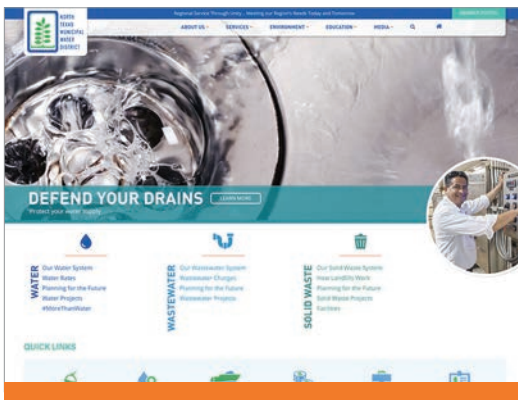 NORTH
TEXAS
MUNICIPAL
WATER
DISTRICT
Regional Service Through Unity... Meeting our Region's Needs Today and Tomorrow
ABOUT US
SERVICES
ENVIRONMENT
EDUCATION
MEDIA
DEFEND YOUR DRAINS
LEARN MORE
Protect your water supply
WATER
Our Water System
Water Rates
Planning for the Future
Water Projects
#MoreThanWater
WASTEWATER
Our Wastewater System
Wastewater Charges
Planning for the Future
Wastewater Projects
SOLID WASTE
Our Solid Waste System
How Landfills Work
Planning for the Future
Solid Waste Projects
Facilities
QUICK LINKS